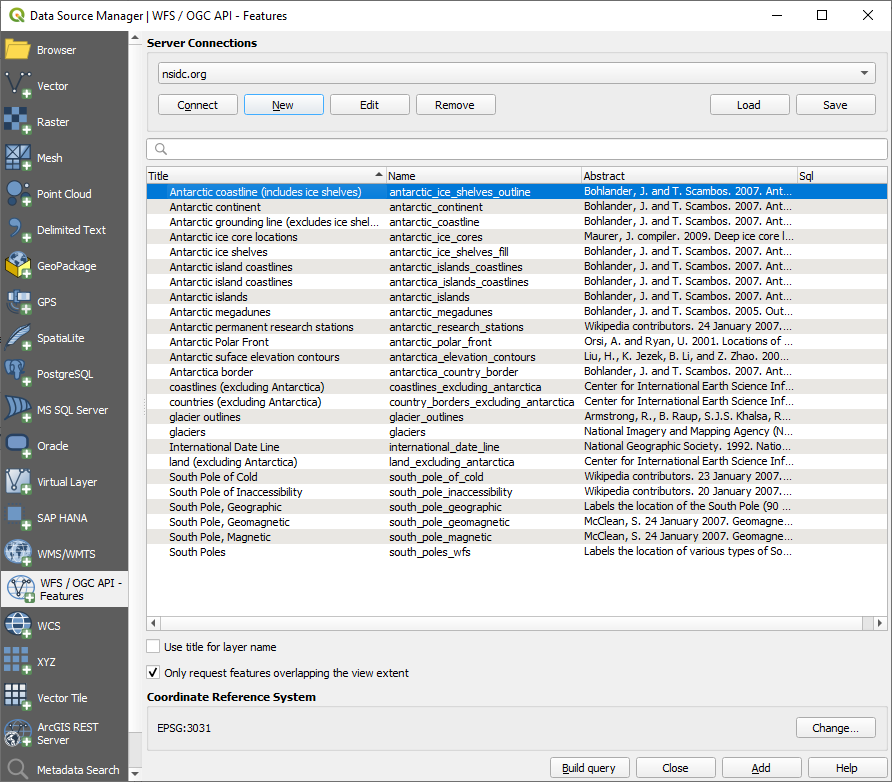 Data Source Manager | WFS / OGC API - Features
Browser
Vector
Raster
Mesh
Point Cloud
Delimited Text
GeoPackage
GPS
SpatiaLite
PostgreSQL
MS SQL Server
Oracle
Virtual Layer
SAP HANA
WMS/WMTS
WFS / OGC API -
Features
WCS
XYZ
Vector Tile
ArcGIS REST
Server
Metadata Search
Server Connections
nsidc.org
Connect New Edit Remove Load Save
Title Name Abstract Sql
Antarctic coastline (includes ice shelves) antarctic_ice_shelves_outline Bohlander, J. and T. Scambos. 2007. Ant...
Antarctic continent antarctic_continent Bohlander, J. and T. Scambos. 2007. Ant...
Antarctic grounding line (excludes ice shel... antarctic_coastline Bohlander, J. and T. Scambos. 2007. Ant...
Antarctic ice core locations antarctic_ice_cores Maurer, J. compiler. 2009. Deep ice core l...
Antarctic ice shelves antarctic_ice_shelves_fill Bohlander, J. and T. Scambos. 2007. Ant...
Antarctic island coastlines antarctic_islands_coastlines Bohlander, J. and T. Scambos. 2007. Ant...
Antarctic island coastlines antarctica_islands_coastlines Bohlander, J. and T. Scambos. 2007. Ant...
Antarctic islands antarctic_islands Bohlander, J. and T. Scambos. 2007. Ant...
Antarctic megadunes antarctic_megadunes Bohlander, J. and T. Scambos. 2005. Out...
Antarctic permanent research stations antarctic_research_stations Wikipedia contributors. 24 January 2007....
Antarctic Polar Front antarctic_polar_front Orsi, A. and Ryan, U. 2001. Locations of ...
Antarctic suface elevation contours antarctica_elevation_contours Liu, H., K. Jezek, B. Li, and Z. Zhao. 200...
Antarctica border antarctica_country_border Bohlander, J. and T. Scambos. 2007. Ant...
coastlines (excluding Antarctica) coastlines_excluding_antarctica Center for International Earth Science Inf...
countries (excluding Antarctica) country_borders_excluding_antarctica Center for International Earth Science Inf...
glacier outlines glacier_outlines Armstrong, R., B. Raup, S.J.S. Khalsa, R...
glaciers glaciers National Imagery and Mapping Agency (N...
International Date Line international_date_line National Geographic Society. 1992. Natio...
land (excluding Antarctica) land_excluding_antarctica Center for International Earth Science Inf...
South Pole of Cold south_pole_of_cold Wikipedia contributors. 23 January 2007....
South Pole of Inaccessibility south_pole_inaccessibility Wikipedia contributors. 20 January 2007....
South Pole, Geographic south_pole_geographic Labels the location of the South Pole (90 ...
South Pole, Geomagnetic south_pole_geomagnetic McClean, S. 24 January 2007. Geomagne...
South Pole, Magnetic south_pole_magnetic McClean, S. 24 January 2007. Geomagne...
South Poles south_poles_wfs Labels the location of various types of So...
Use title for layer name
Only request features overlapping the view extent
Coordinate Reference System
EPSG:3031 Change...
Build query Close Add Help